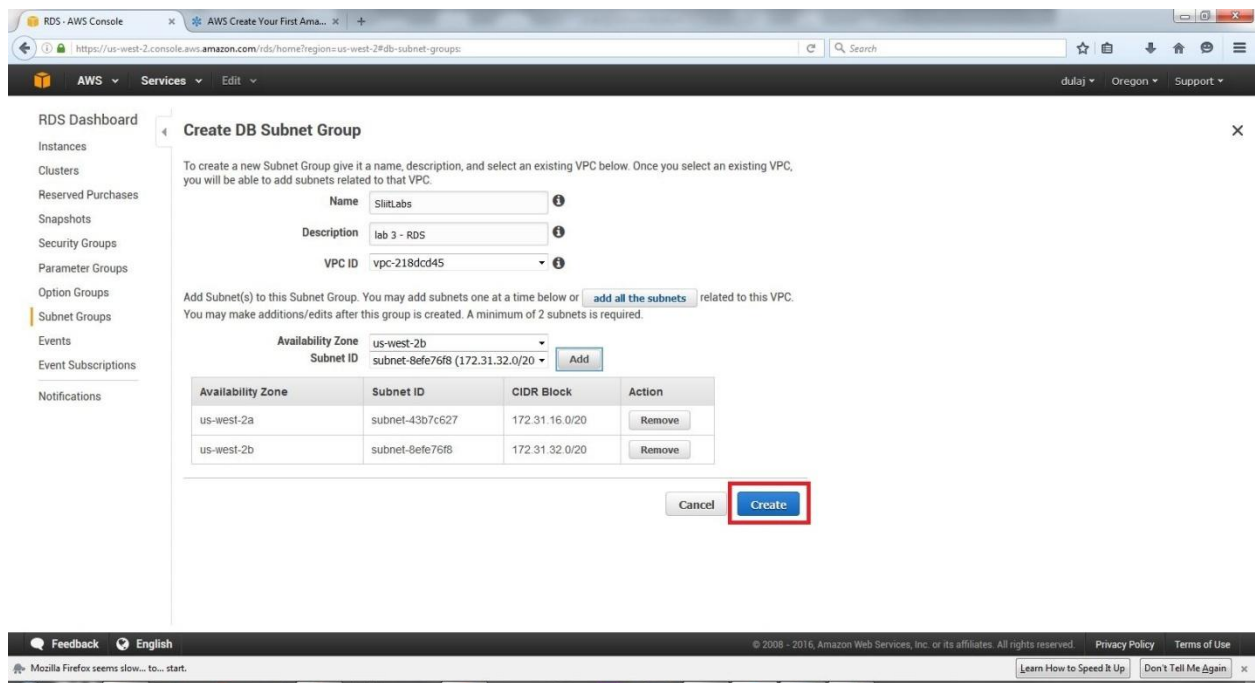 RDS - AWS Console
AWS Create Your First Ama...
https://us-west-2.console.aws.amazon.com/rds/home?region=us-west-2#db-subnet-groups:
Search
AWS
Services
Edit
dulaj
Oregon
Support
RDS Dashboard
Instances
Clusters
Reserved Purchases
Snapshots
Security Groups
Parameter Groups
Option Groups
Subnet Groups
Events
Event Subscriptions
Notifications
Create DB Subnet Group
To create a new Subnet Group give it a name, description, and select an existing VPC below. Once you select an existing VPC,
you will be able to add subnets related to that VPC.
Name SliitLabs
Description lab 3 - RDS
VPC ID vpc-218dcd45
Add Subnet(s) to this Subnet Group. You may add subnets one at a time below or add all the subnets related to this VPC.
You may make additions/edits after this group is created. A minimum of 2 subnets is required.
Availability Zone us-west-2b
Subnet ID subnet-8efe76f8 (172.31.32.0/20 Add
Availability Zone Subnet ID CIDR Block Action
us-west-2a subnet-43b7c627 172.31.16.0/20 Remove
us-west-2b subnet-8efe76f8 172.31.32.0/20 Remove
Cancel Create
Feedback English
© 2008 - 2016, Amazon Web Services, Inc. or its affiliates. All rights reserved. Privacy Policy Terms of Use
Mozilla Firefox seems slow... to... start. Learn How to Speed It Up Don't Tell Me Again